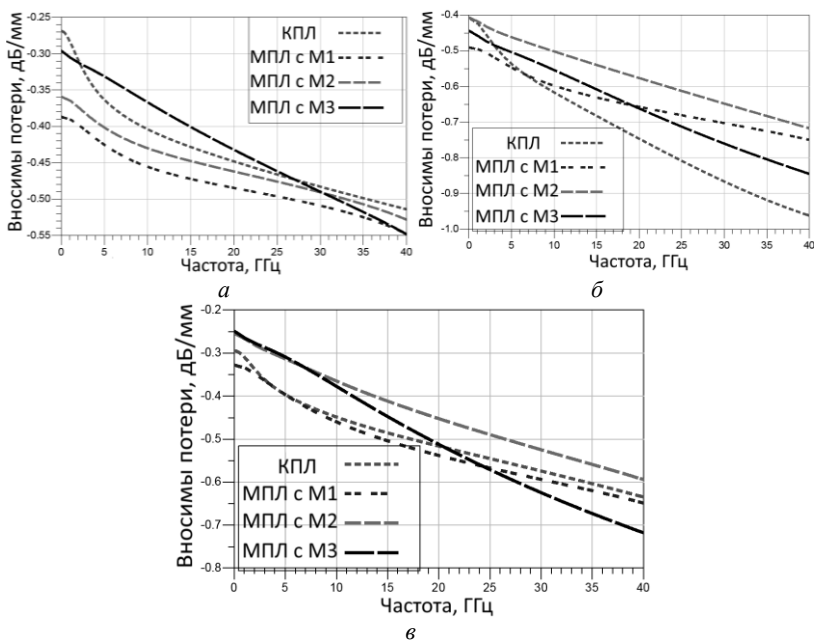 Вносимы потери, дБ/мм
-0.25
-0.30
-0.35
-0.40
-0.45
-0.50
-0.55
0 5 10 15 20 25 30 35 40
Частота, ГГц
КПЛ
МПЛ с М1
МПЛ с М2
МПЛ с М3
а
Вносимы потери, дБ/мм
-0.4
-0.5
-0.6
-0.7
-0.8
-0.9
-1.0
0 5 10 15 20 25 30 35 40
Частота, ГГц
КПЛ
МПЛ с М1
МПЛ с М2
МПЛ с М3
б
Вносимы потери, дБ/мм
-0.2
-0.3
-0.4
-0.5
-0.6
-0.7
-0.8
0 5 10 15 20 25 30 35 40
Частота, ГГц
КПЛ
МПЛ с М1
МПЛ с М2
МПЛ с М3
в